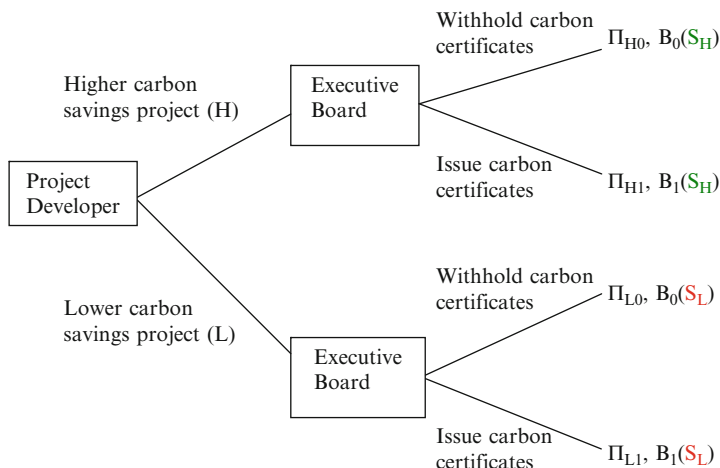 Withhold carbon
certificates
Π_H0, B_0(S_H)
Higher carbon
savings project (H)
Executive
Board
Issue carbon
certificates
Π_H1, B_1(S_H)
Project
Developer
Withhold carbon
certificates
Π_L0, B_0(S_L)
Lower carbon
savings project (L)
Executive
Board
Issue carbon
certificates
Π_L1, B_1(S_L)